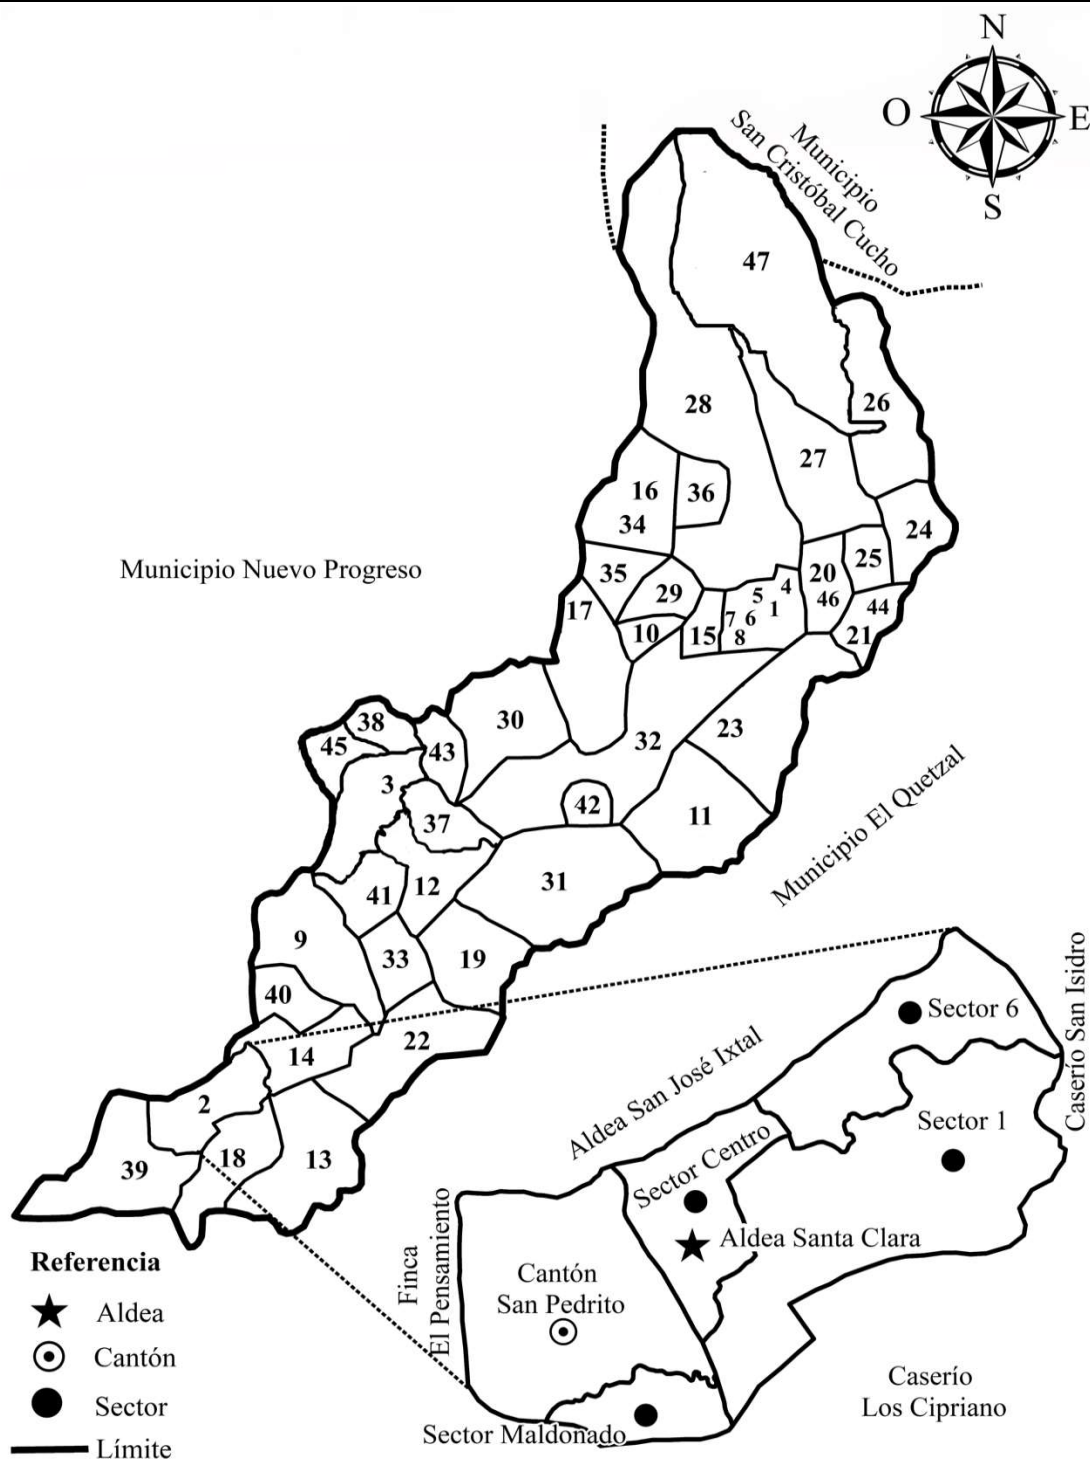 N
O
E
S
Municipio
San Cristóbal Cucho
47
28
26
27
16
36
34
24
25
35
20
29
17
46
44
4
5
1
7
6
10
15
8
21
38
30
45
43
32
23
3
42
37
11
31
12
41
9
33
19
40
22
14
2
18
13
39
Municipio Nuevo Progreso
Municipio El Quetzal
Caserío San Isidro
Sector 6
Aldea San José Ixtal
Sector 1
Sector Centro
Aldea Santa Clara
Finca
El Pensamiento
Cantón
San Pedrito
Caserío
Los Cipriano
Sector Maldonado
Referencia
Aldea
Cantón
Sector
Límite